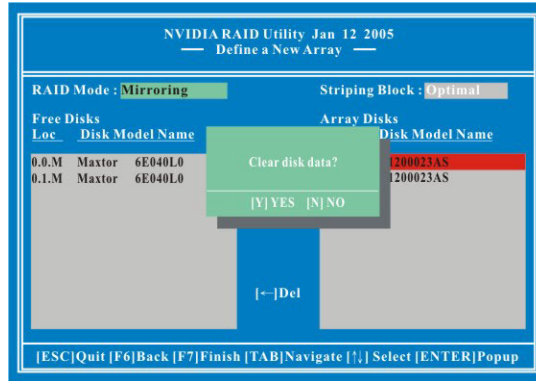 NVIDIA RAID Utility Jan 12 2005
Define a New Array
RAID Mode : Mirroring Striping Block : Optimal
Free Disks Array Disks
Loc Disk Model Name Disk Model Name
0.0.M Maxtor 6E040L0 1200023AS
0.1.M Maxtor 6E040L0 1200023AS
Clear disk data?
[Y] YES [N] NO
[←]Del
[ESC]Quit [F6]Back [F7]Finish [TAB]Navigate [↑↓] Select [ENTER]Popup